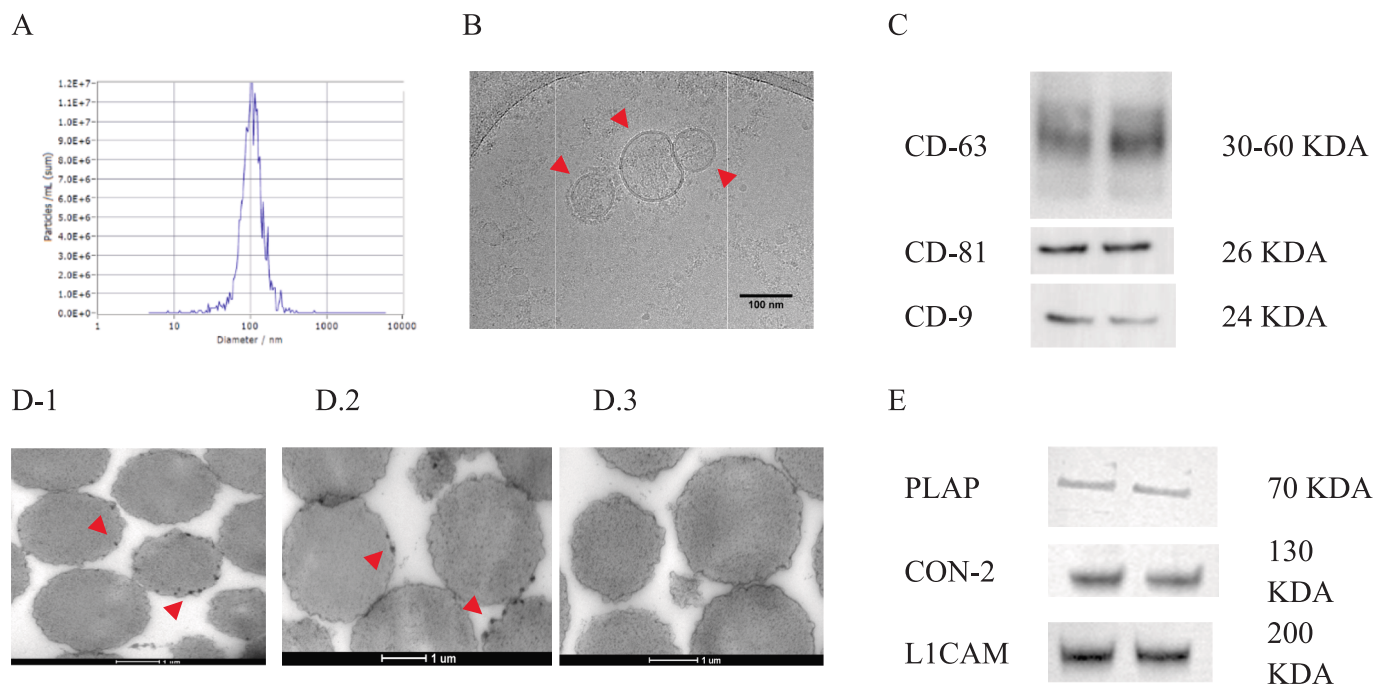 A
B
C
1.2E+7
1.1E+7
1.0E+7
9.0E+6
8.0E+6
7.0E+6
6.0E+6
5.0E+6
4.0E+6
3.0E+6
2.0E+6
1.0E+6
0.0E+0
Particles /mL (sum)
1 10 100 1000 10000
Diameter / nm
100 nm
CD-63 30-60 KDA
CD-81 26 KDA
CD-9 24 KDA
D-1
D.2
D.3
E
1 um
1 um
1 um
PLAP 70 KDA
CON-2 130
KDA
L1CAM 200
KDA